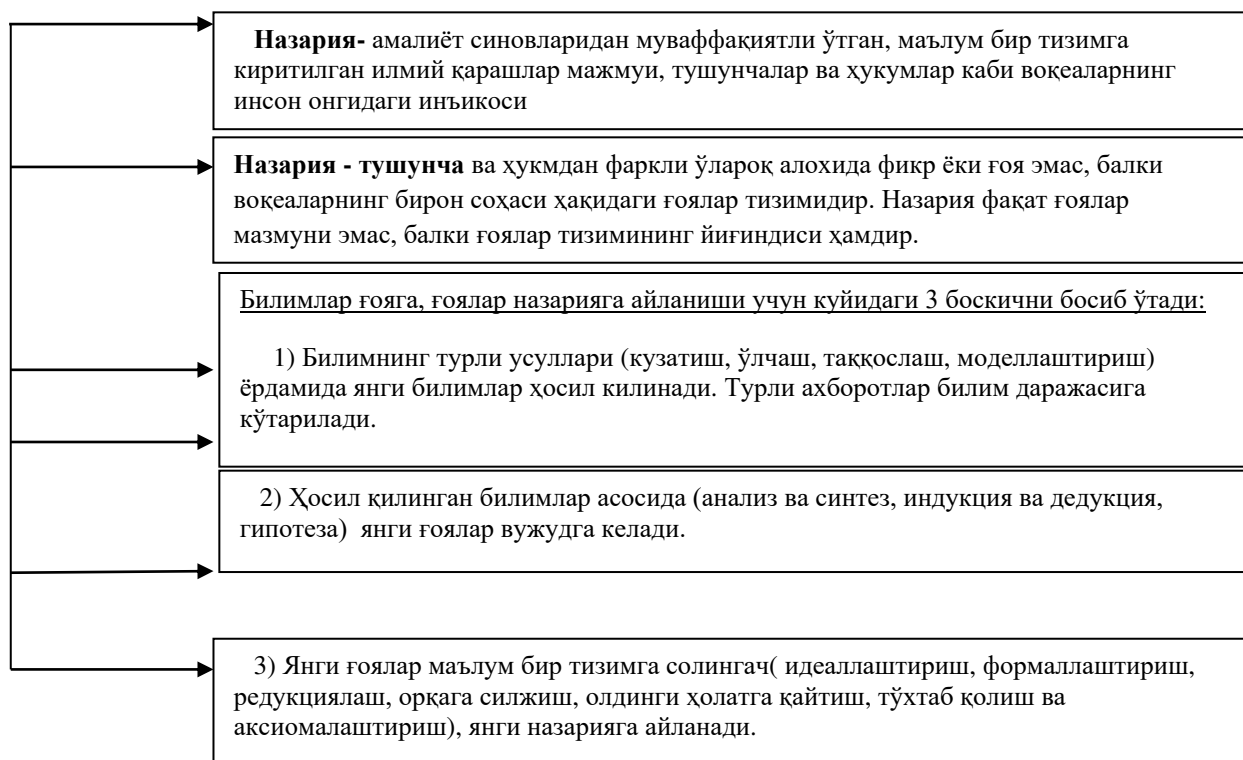 Назария- амалиёт синовларидан муваффақиятли ўтган, маълум бир тизимга
киритилган илмий қарашлар мажмуи, тушунчалар ва ҳукумлар каби воқеаларнинг
инсон онгидаги инъикоси
Назария - тушунча ва ҳукмдан фаркли ўлароқ алохида фикр ёки ғоя эмас, балки
воқеаларнинг бирон соҳаси ҳақидаги ғоялар тизимидир. Назария фақат ғоялар
мазмуни эмас, балки ғоялар тизимининг йиғиндиси ҳамдир.
Билимлар ғояга, ғоялар назарияга айланиши учун куйидаги 3 боскични босиб ўтади:
1) Билимнинг турли усуллари (кузатиш, ўлчаш, таққослаш, моделлаштириш)
ёрдамида янги билимлар ҳосил килинади. Турли ахборотлар билим даражасига
кўтарилади.
2) Ҳосил қилинган билимлар асосида (анализ ва синтез, индукция ва дедукция,
гипотеза) янги ғоялар вужудга келади.
3) Янги ғоялар маълум бир тизимга солингач( идеаллаштириш, формаллаштириш,
редукциялаш, орқага силжиш, олдинги ҳолатга қайтиш, тўхтаб қолиш ва
аксиомалаштириш), янги назарияга айланади.